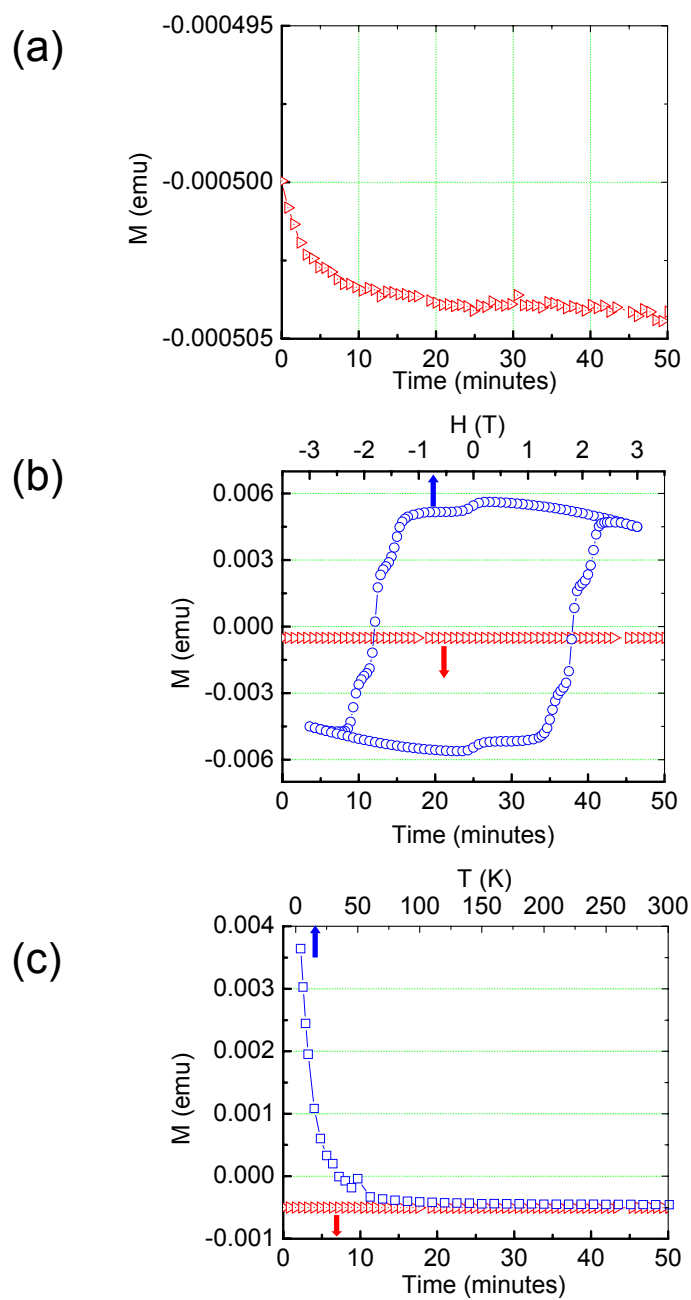 (a)
-0.000495
-0.000500
-0.000505
M (emu)
0 10 20 30 40 50
Time (minutes)
(b)
H (T)
-3 -2 -1 0 1 2 3
0.006
0.003
0.000
-0.003
-0.006
M (emu)
0 10 20 30 40 50
Time (minutes)
(c)
T (K)
0 50 100 150 200 250 300
0.004
0.003
0.002
0.001
0.000
-0.001
M (emu)
0 10 20 30 40 50
Time (minutes)